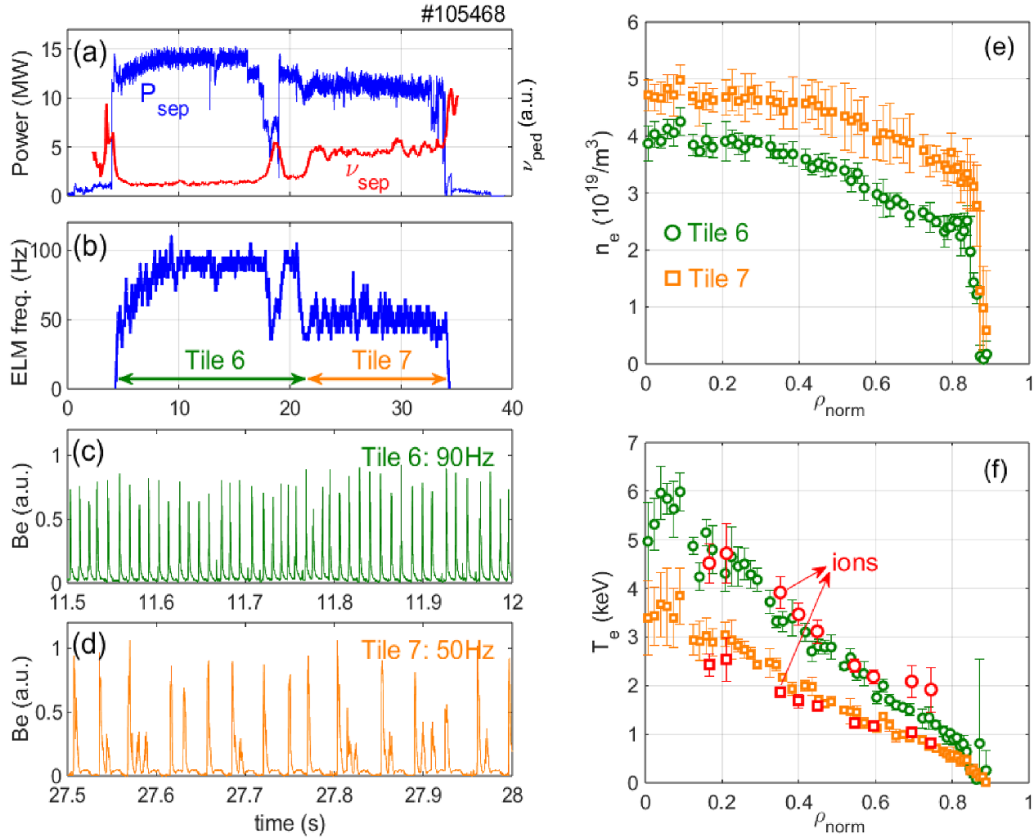 #105468
(a)
15
10
5
0
Power (MW)
P_sep
ν_sep
ν_ped (a.u.)
(b)
100
50
0
ELM freq. (Hz)
Tile 6
Tile 7
0 10 20 30 40
(c)
Tile 6: 90Hz
1
0.5
0
Be (a.u.)
11.5 11.6 11.7 11.8 11.9 12
(d)
Tile 7: 50Hz
1
0.5
0
Be (a.u.)
27.5 27.6 27.7 27.8 27.9 28
time (s)
(e)
6
5
4
3
2
1
0
n_e (10^19/m3)
Tile 6
Tile 7
0 0.2 0.4 0.6 0.8 1
ρ_norm
(f)
7
6
5
4
3
2
1
0
T_e (keV)
ions
0 0.2 0.4 0.6 0.8 1
ρ_norm